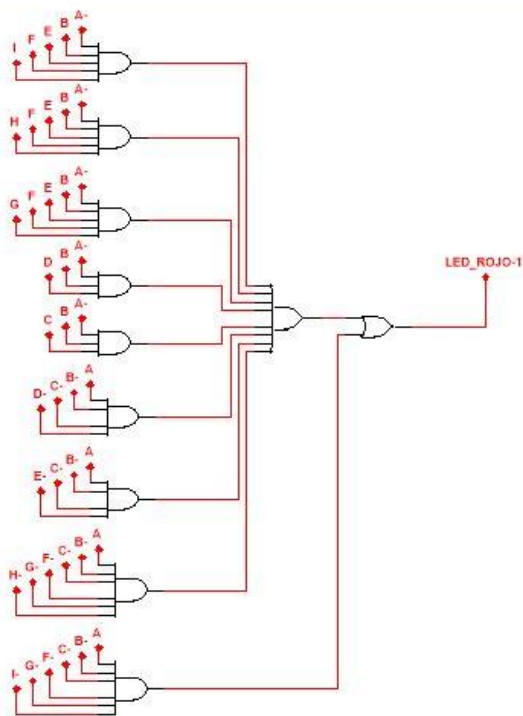 I F E B A-
H F E B A-
G F E B A-
D B A-
LED_ROJO-1
C B A-
D- C- B- A
E- C- B- A
H- G- F- C- B- A
I- G- F- C- B- A